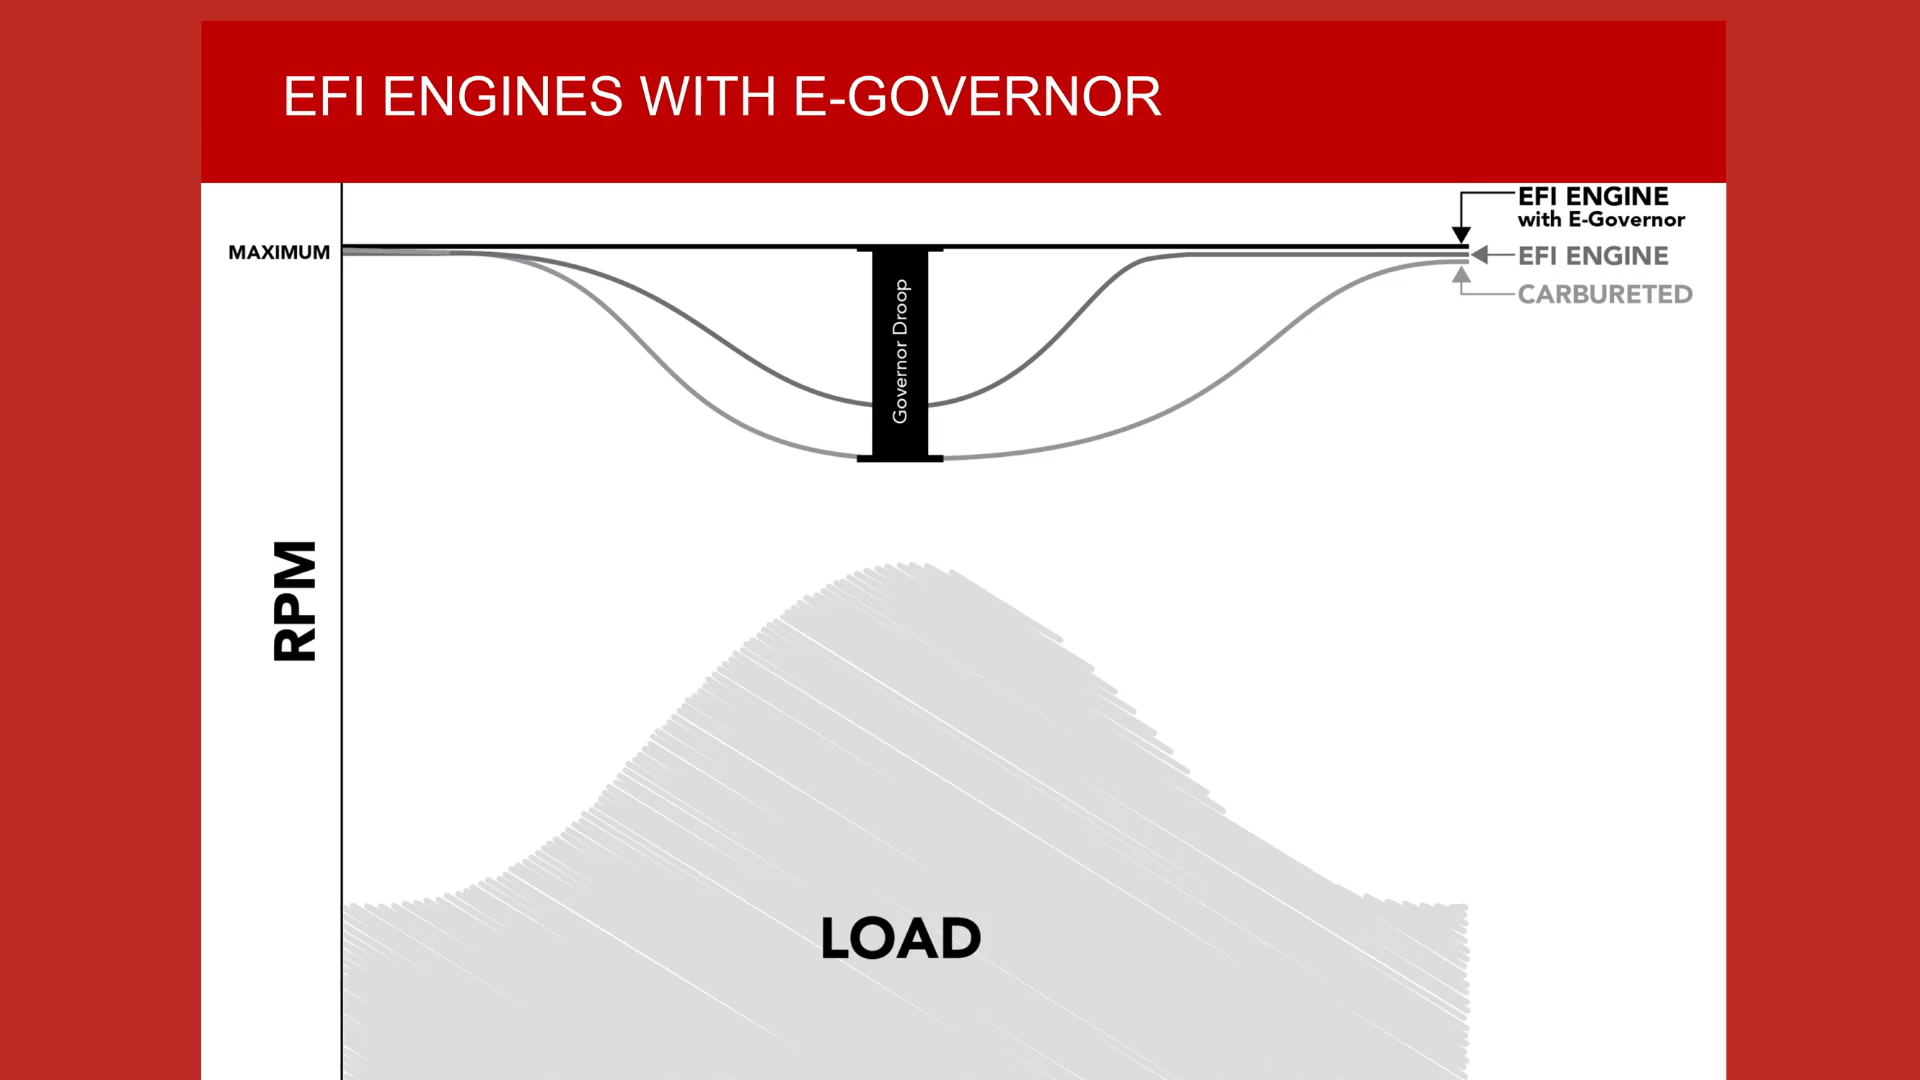 EFI ENGINES WITH E-GOVERNOR
EFI ENGINE
with E-Governor
MAXIMUM
EFI ENGINE
CARBURETED
Governor Droop
RPM
LOAD